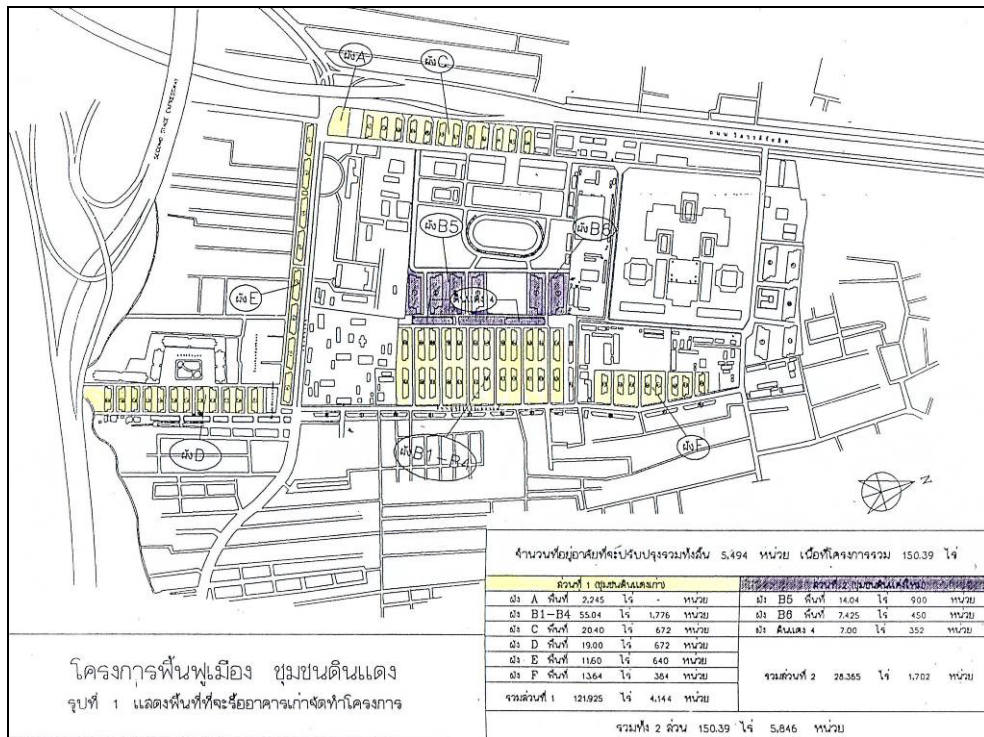 ผัง A
ผัง C
SECOND STAGE EXPRESSWAY
ถนน วิภาวดีรังสิต
ผัง B5
ผัง B6
ผัง E
ดินแดง 4
ผัง D
ผัง B1-B4
ผัง F
N
จำนวนที่อยู่อาศัยที่จะปรับปรุงรวมทั้งสิ้น 5,494 หน่วย เนื้อที่โครงการรวม 150.39 ไร่
ส่วนที่ 1 (ชุมชนดินแดงเก่า)
ผัง A พื้นที่ 2.245 ไร่ - หน่วย
ผัง B1-B4 55.04 ไร่ 1,776 หน่วย
ผัง C พื้นที่ 20.40 ไร่ 672 หน่วย
ผัง D พื้นที่ 19.00 ไร่ 672 หน่วย
ผัง E พื้นที่ 11.60 ไร่ 640 หน่วย
ผัง F พื้นที่ 13.64 ไร่ 384 หน่วย
รวมส่วนที่ 1 121.925 ไร่ 4,144 หน่วย
ส่วนที่ 2 (ชุมชนดินแดงใหม่)
ผัง B5 พื้นที่ 14.04 ไร่ 900 หน่วย
ผัง B6 พื้นที่ 7.425 ไร่ 450 หน่วย
ผัง ดินแดง 4 7.00 ไร่ 352 หน่วย
รวมส่วนที่ 2 28.365 ไร่ 1,702 หน่วย
รวมทั้ง 2 ส่วน 150.39 ไร่ 5,846 หน่วย
โครงการฟื้นฟูเมือง ชุมชนดินแดง
รูปที่ 1 แสดงพื้นที่ที่จะรื้ออาคารเก่าจัดทำโครงการ